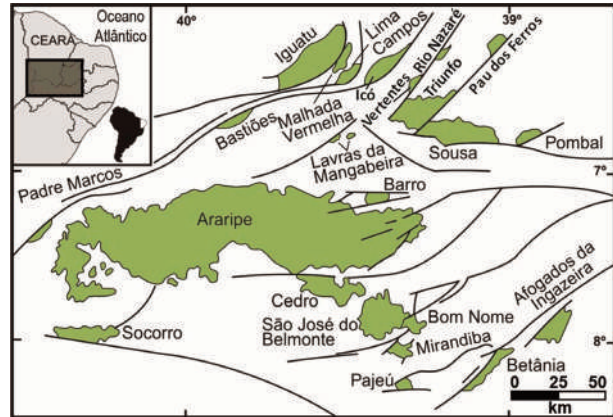 Oceano
Atlântico
CEARA
40
39
Iguatu
Lima
Campos
Icó
Malhada
Vermelha
Bastiões
Vertentes
Rio Nazaré
Triunfo
Pau dos Ferros
Lavras da
Mangabeira
Sousa
Pombal
7º
Padre Marcos
Barro
Araripe
Cedro
São José do
Belmonte
Bom Nome
Mirandiba
Afogados da
Ingazeira
Socorro
8º
Pajeú
Betânia
0 25 50
km